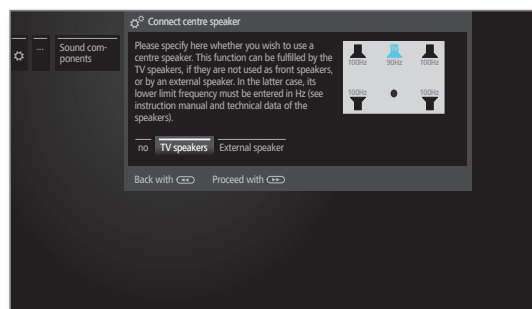 Connect centre speaker
...
Sound com-
ponents
Please specify here whether you wish to use a
centre speaker. This function can be fulfilled by the
TV speakers, if they are not used as front speakers,
or by an external speaker. In the latter case, its
lower limit frequency must be entered in Hz (see
instruction manual and technical data of the
speakers).
100Hz 90Hz 100Hz
100Hz 100Hz
no TV speakers External speaker
Back with Proceed with